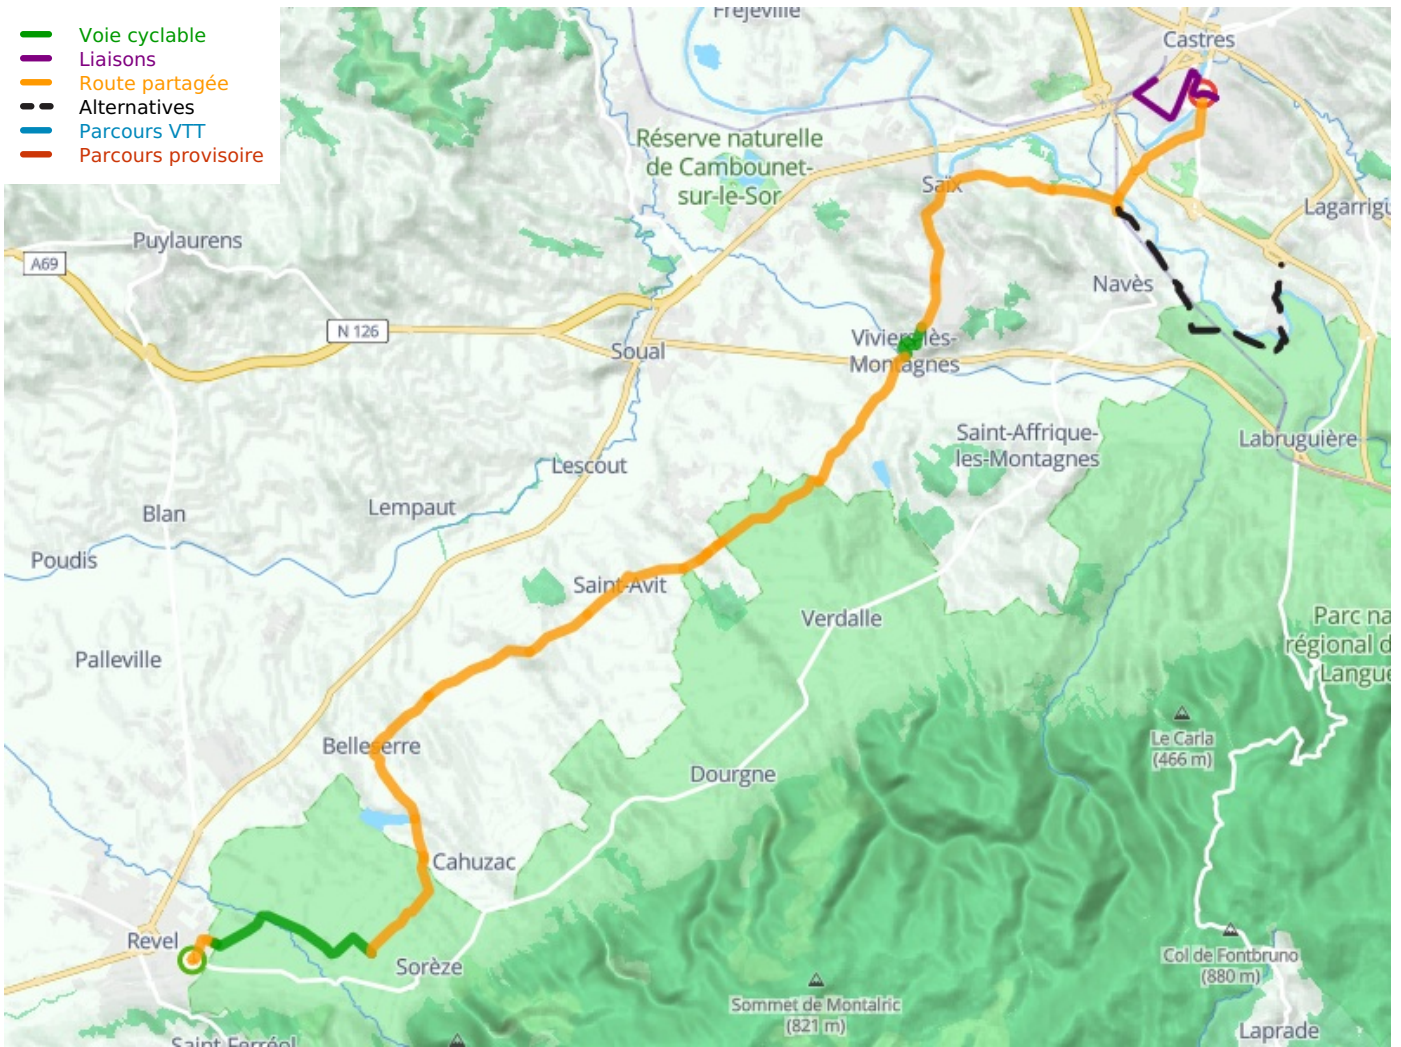 Voie cyclable
Liaisons
Route partagée
Alternatives
Parcours VTT
Parcours provisoire
Fréjeville
Castres
Réserve naturelle
de Cambounet-
sur-le-Sor
Saïx
Lagarrigu
Puylaurens
A69
Navès
N 126
Soual
Viviers-lès-
Montagnes
Saint-Affrique-
les-Montagnes
Labruguière
Lescout
Lempaut
Blan
Poudis
Saint-Avit
Verdalle
Parc na
régional d
Langue
Palleville
Le Carla
(466 m)
Belleserre
Dourgne
Cahuzac
Revel
Sorèze
Col de Fontbruno
(880 m)
Sommet de Montalric
(821 m)
Laprade
Saint-Ferréol